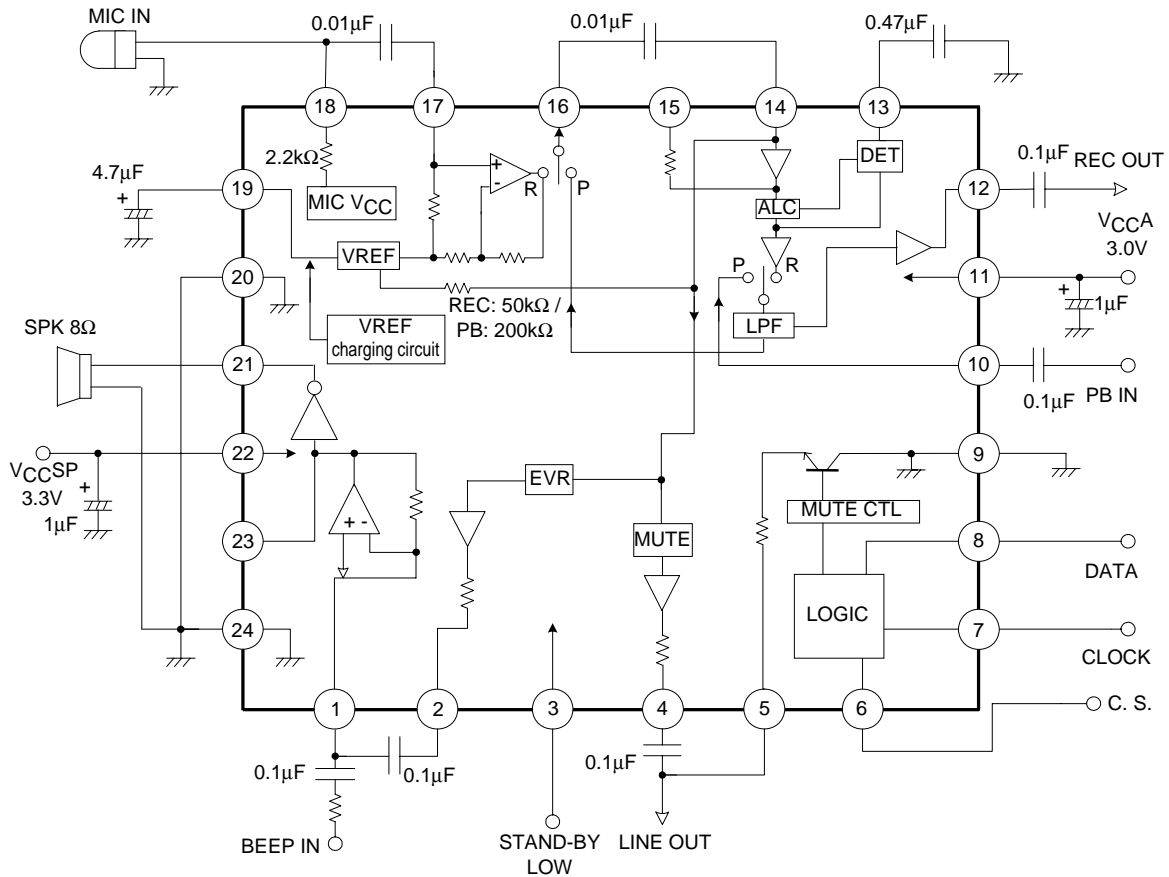 MIC IN
0.01μF
0.01μF
0.47μF
18
17
16
15
14
13
2.2kΩ
MIC VCC
+
-
R
P
DET
ALC
0.1μF
REC OUT
4.7μF
+
19
12
VCCA
3.0V
VREF
P
R
20
11
REC: 50kΩ /
PB: 200kΩ
LPF
+
1μF
VREF
charging circuit
SPK 8Ω
21
10
0.1μF
PB IN
VCCSP
3.3V
+
1μF
22
9
EVR
MUTE CTL
+ -
MUTE
23
8
DATA
LOGIC
24
7
CLOCK
1
2
3
4
5
6
C. S.
0.1μF
0.1μF
0.1μF
BEEP IN
STAND-BY
LOW
LINE OUT